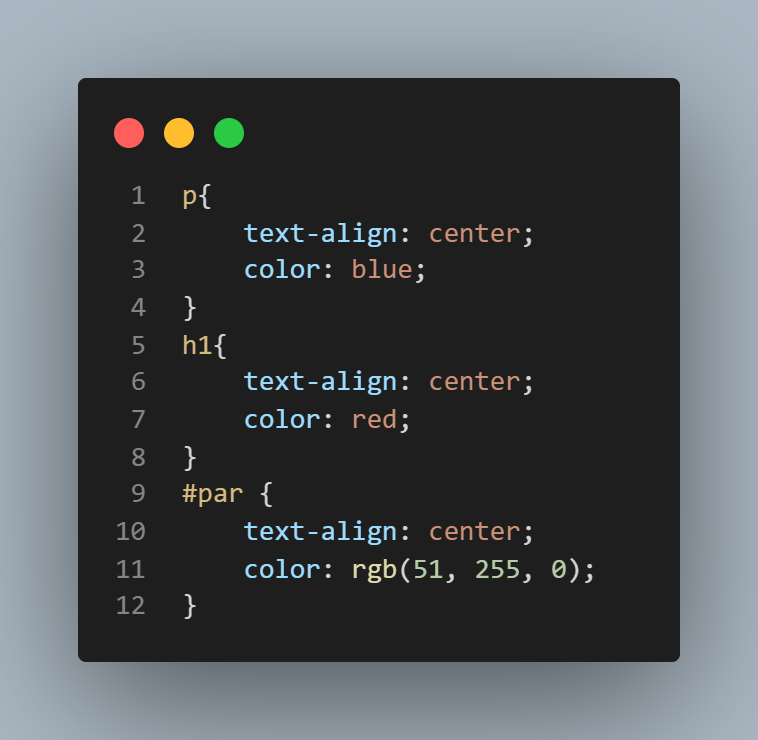 1 p{
2     text-align: center;
3     color: blue;
4 }
5 h1{
6     text-align: center;
7     color: red;
8 }
9 #par {
10     text-align: center;
11     color: rgb(51, 255, 0);
12 }